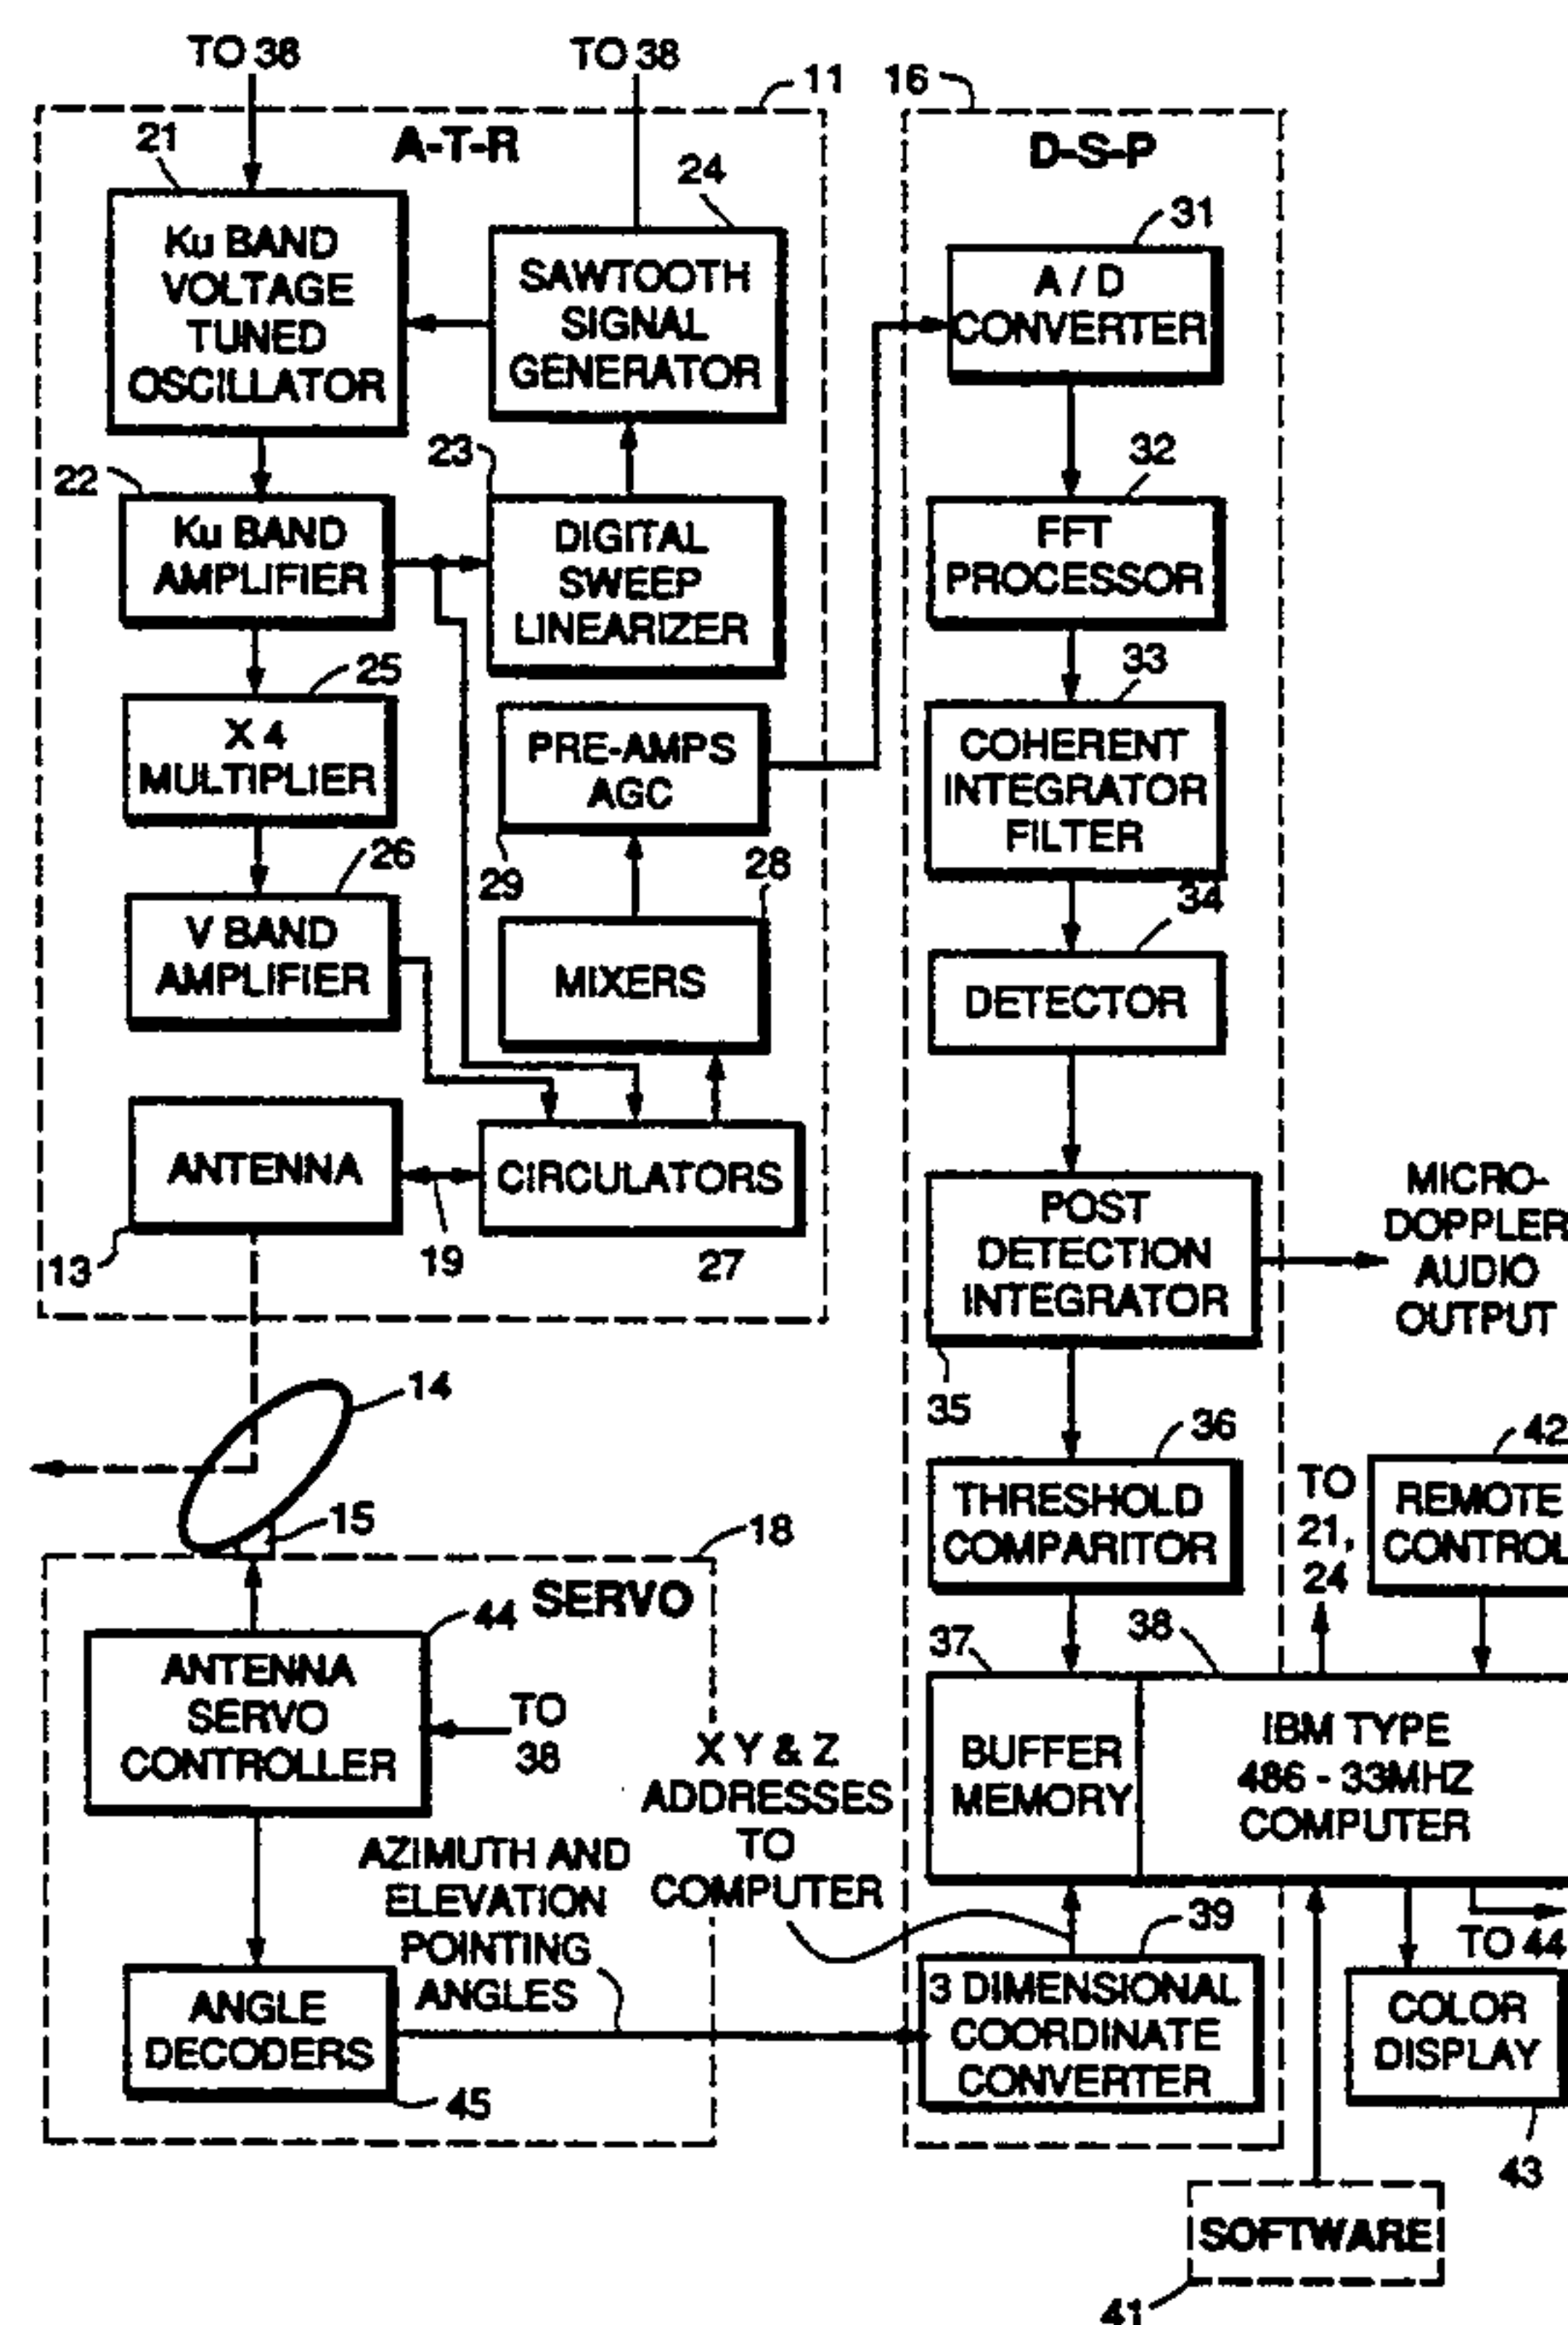 TO 38
TO 38
11
16
A-T-R
D-S-P
21
24
31
Ku BAND
VOLTAGE
TUNED
OSCILLATOR
SAWTOOTH
SIGNAL
GENERATOR
A / D
CONVERTER
22
23
32
Ku BAND
AMPLIFIER
DIGITAL
SWEEP
LINEARIZER
FFT
PROCESSOR
25
33
X 4
MULTIPLIER
PRE-AMPS
AGC
COHERENT
INTEGRATOR
FILTER
26
29
28
34
V BAND
AMPLIFIER
MIXERS
DETECTOR
ANTENNA
CIRCULATORS
13
19
27
POST
DETECTION
INTEGRATOR
MICRO-
DOPPLER
AUDIO
OUTPUT
35
14
36
42
THRESHOLD
COMPARITOR
TO
21,
24
REMOTE
CONTROL
15
18
SERVO
44
37
38
ANTENNA
SERVO
CONTROLLER
TO
38
X Y & Z
ADDRESSES
TO
COMPUTER
BUFFER
MEMORY
IBM TYPE
486 - 33MHZ
COMPUTER
AZIMUTH AND
ELEVATION
POINTING
ANGLES
39
TO 44
ANGLE
DECODERS
3 DIMENSIONAL
COORDINATE
CONVERTER
COLOR
DISPLAY
45
43
SOFTWARE
41